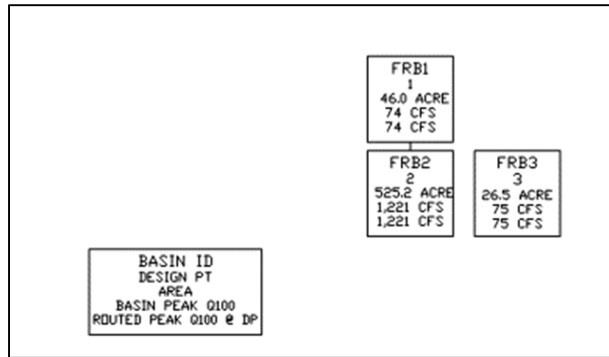 FRB1
1
46.0 ACRE
74 CFS
74 CFS
FRB2
2
525.2 ACRE
1,221 CFS
1,221 CFS
FRB3
3
26.5 ACRE
75 CFS
75 CFS
BASIN ID
DESIGN PT
AREA
BASIN PEAK Q100
ROUTED PEAK Q100 @ DP